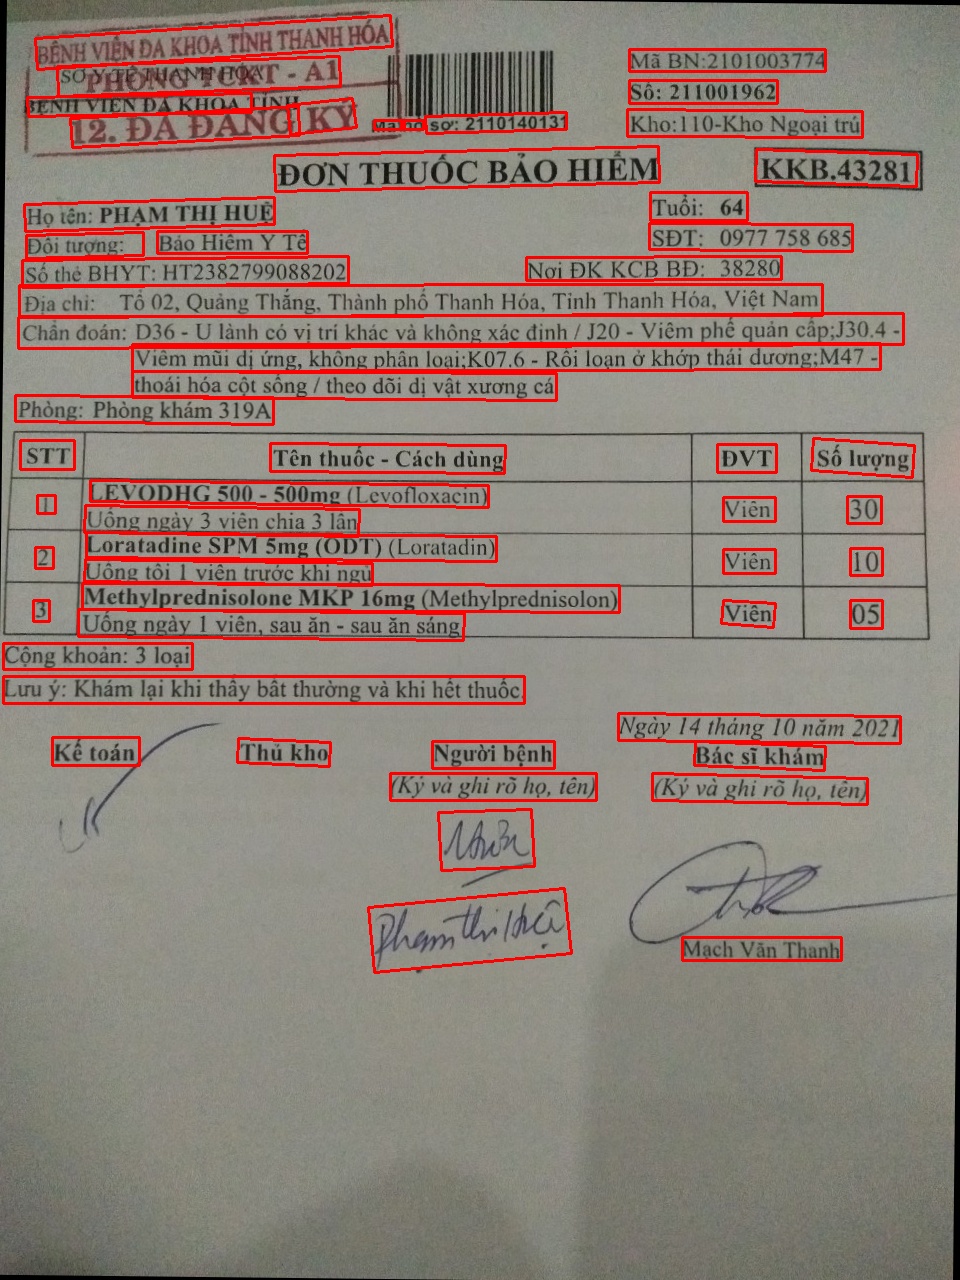 BỆNH VIỆN ĐA KHOA TỈNH THANH HÓA
SỞ Y TẾ THANH HÓA
PHÒNG TCKT - A1
BỆNH VIỆN ĐA KHOA TỈNH
12. ĐÃ ĐĂNG KÝ
Mã hồ sơ: 2110140131
Mã BN:2101003774
Số: 211001962
Kho:110-Kho Ngoại trú
ĐƠN THUỐC BẢO HIỂM
KKB.43281
Họ tên: PHẠM THỊ HUỆ Tuổi: 64
Đối tượng: Bảo Hiểm Y Tế SĐT: 0977 758 685
Số thẻ BHYT: HT2382799088202 Nơi ĐK KCB BĐ: 38280
Địa chỉ: Tổ 02, Quảng Thắng, Thành phố Thanh Hóa, Tỉnh Thanh Hóa, Việt Nam
Chẩn đoán: D36 - U lành có vị trí khác và không xác định / J20 - Viêm phế quản cấp;J30.4 -
Viêm mũi dị ứng, không phân loại;K07.6 - Rối loạn ở khớp thái dương;M47 -
thoái hóa cột sống / theo dõi dị vật xương cá
Phòng: Phòng khám 319A
STT Tên thuốc - Cách dùng ĐVT Số lượng
1 LEVODHG 500 - 500mg (Levofloxacin) Viên 30
Uống ngày 3 viên chia 3 lần
2 Loratadine SPM 5mg (ODT) (Loratadin) Viên 10
Uống tối 1 viên trước khi ngủ
3 Methylprednisolone MKP 16mg (Methylprednisolon) Viên 05
Uống ngày 1 viên, sau ăn - sau ăn sáng
Cộng khoản: 3 loại
Lưu ý: Khám lại khi thấy bất thường và khi hết thuốc.
Ngày 14 tháng 10 năm 2021
Kế toán Thủ kho Người bệnh Bác sĩ khám
(Ký và ghi rõ họ, tên) (Ký và ghi rõ họ, tên)
Phạm Thị Huệ
Mạch Văn Thanh